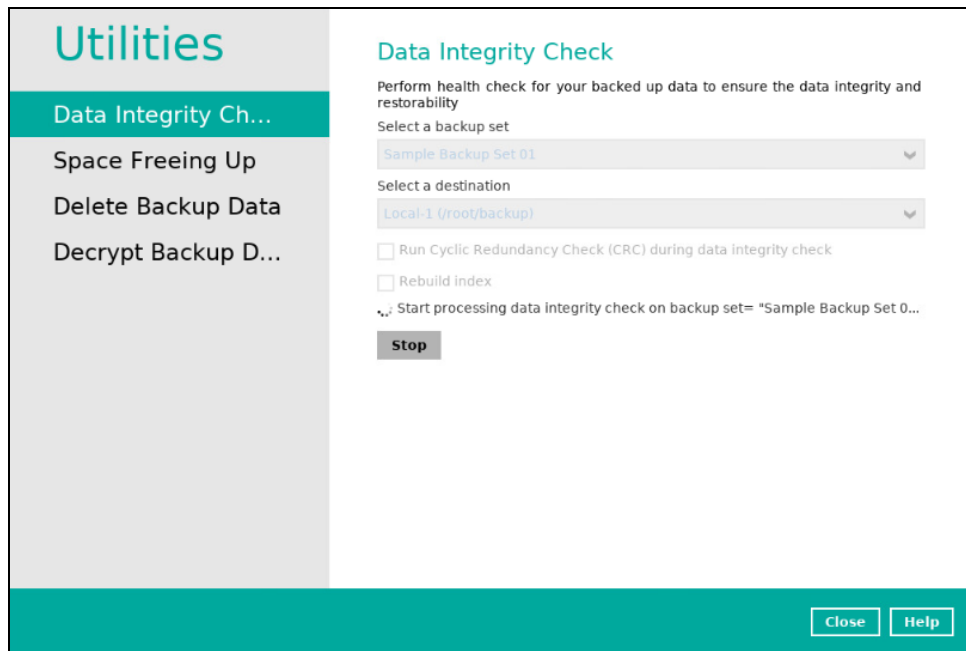 Utilities
Data Integrity Ch...
Space Freeing Up
Delete Backup Data
Decrypt Backup D...
Data Integrity Check
Perform health check for your backed up data to ensure the data integrity and
restorability
Select a backup set
Sample Backup Set 01
Select a destination
Local-1 (/root/backup)
Run Cyclic Redundancy Check (CRC) during data integrity check
Rebuild index
Start processing data integrity check on backup set= "Sample Backup Set 0...
Stop
Close
Help